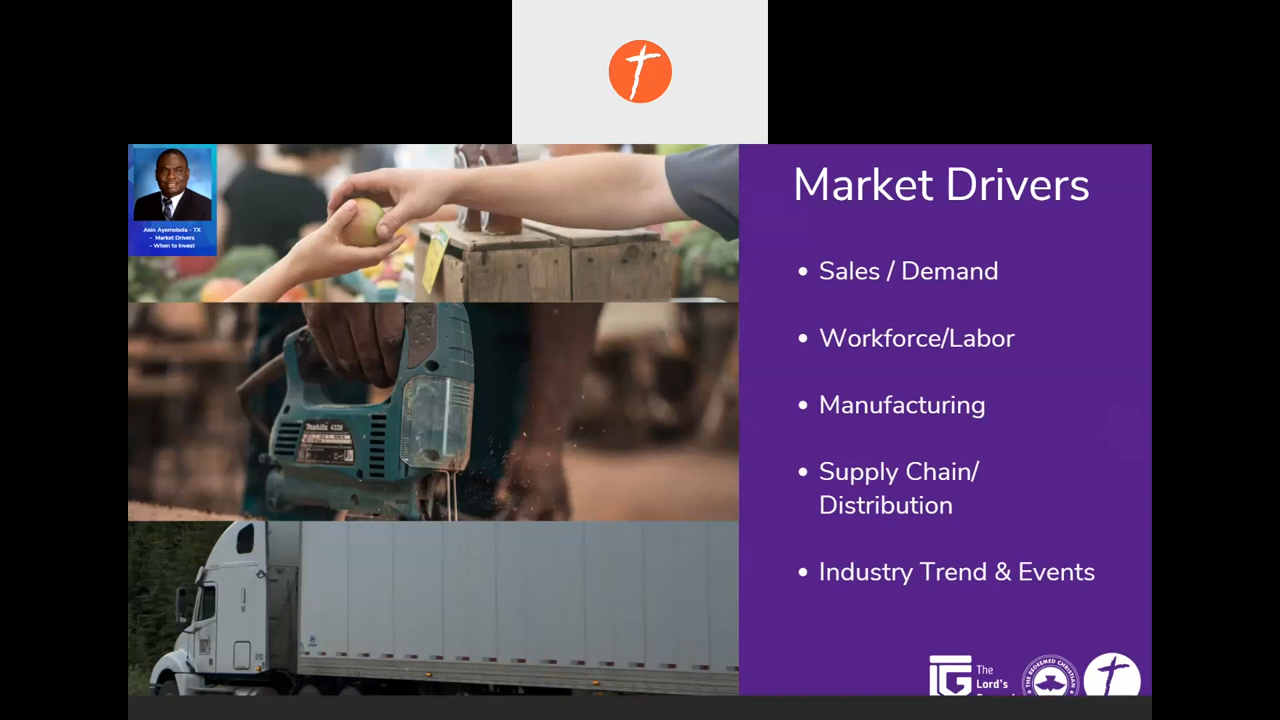 Akin Ayemobola - TX
- Market Drivers
- When to Invest
Makita 4329
Market Drivers
• Sales / Demand
• Workforce/Labor
• Manufacturing
• Supply Chain/
Distribution
• Industry Trend & Events
The
Lord's
THE REDEEMED CHRISTIAN